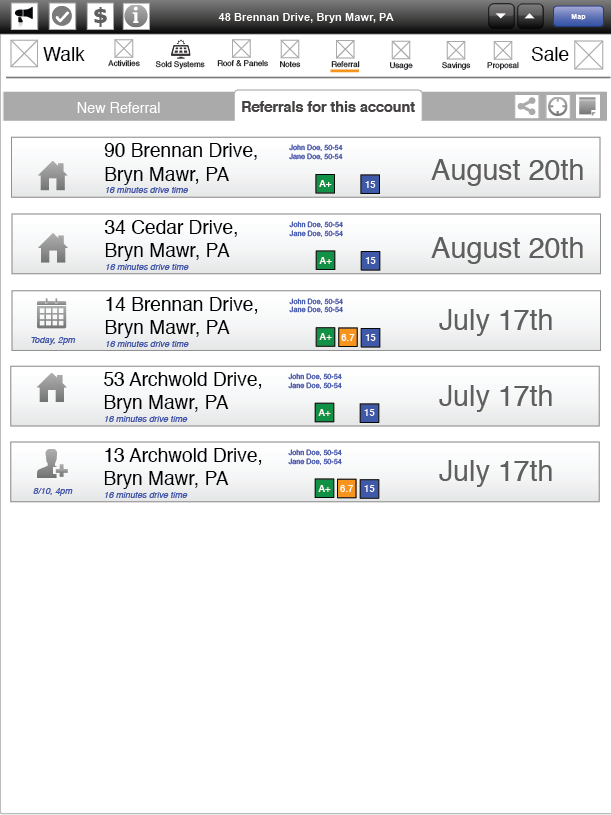 48 Brennan Drive, Bryn Mawr, PA
Map
$
i
Walk
Activities
Sold Systems
Roof & Panels
Notes
Referral
Usage
Savings
Proposal
Sale
New Referral
Referrals for this account
90 Brennan Drive,
Bryn Mawr, PA
16 minutes drive time
John Doe, 50-54
Jane Doe, 50-54
A+
15
August 20th
34 Cedar Drive,
Bryn Mawr, PA
16 minutes drive time
John Doe, 50-54
Jane Doe, 50-54
A+
15
August 20th
Today, 2pm
14 Brennan Drive,
Bryn Mawr, PA
16 minutes drive time
John Doe, 50-54
Jane Doe, 50-54
A+
6.7
15
July 17th
53 Archwold Drive,
Bryn Mawr, PA
16 minutes drive time
John Doe, 50-54
Jane Doe, 50-54
A+
15
July 17th
8/10, 4pm
13 Archwold Drive,
Bryn Mawr, PA
16 minutes drive time
John Doe, 50-54
Jane Doe, 50-54
A+
6.7
15
July 17th